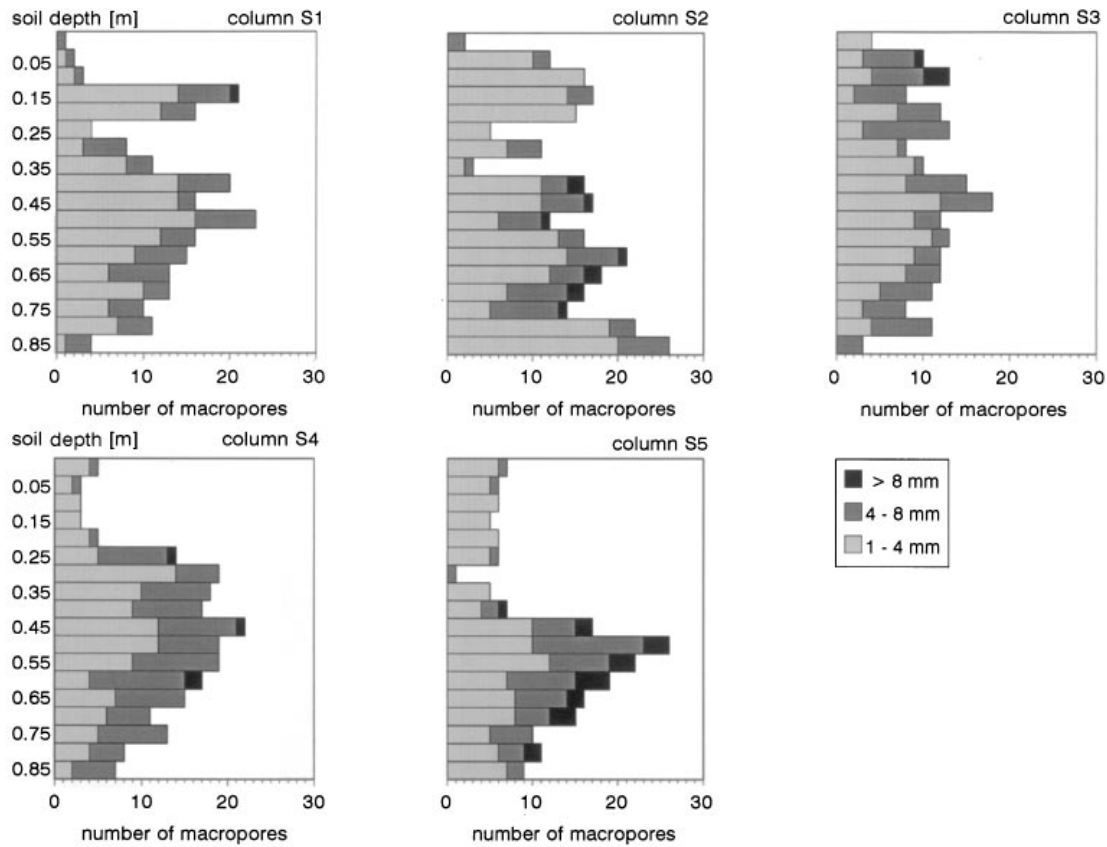 soil depth [m] column S1
0.05
0.15
0.25
0.35
0.45
0.55
0.65
0.75
0.85
0 10 20 30
number of macropores
column S2
0 10 20 30
number of macropores
column S3
0 10 20 30
number of macropores
soil depth [m] column S4
0.05
0.15
0.25
0.35
0.45
0.55
0.65
0.75
0.85
0 10 20 30
number of macropores
column S5
0 10 20 30
number of macropores
> 8 mm
4 - 8 mm
1 - 4 mm